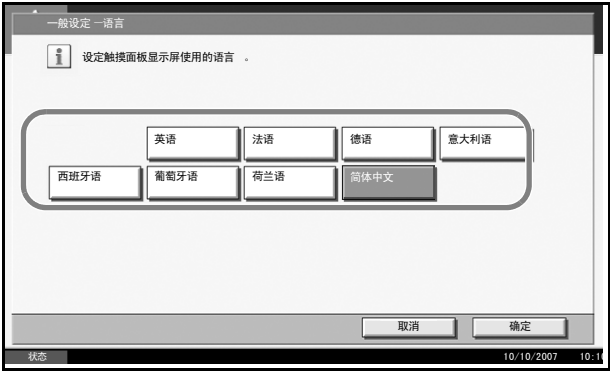 一般设定 —语言
设定触摸面板显示屏使用的语言 。
英语 法语 德语 意大利语
西班牙语 葡萄牙语 荷兰语 简体中文
取消 确定
状态 10/10/2007 10:10